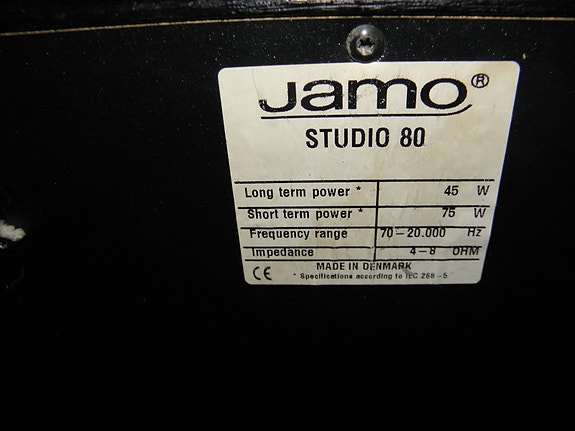 Jamo®
STUDIO 80
Long term power * 45 W
Short term power * 75 W
Frequency range 70-20.000 Hz
Impedance 4-8 OHM
MADE IN DENMARK
CE * Specifications according to IEC 268-5